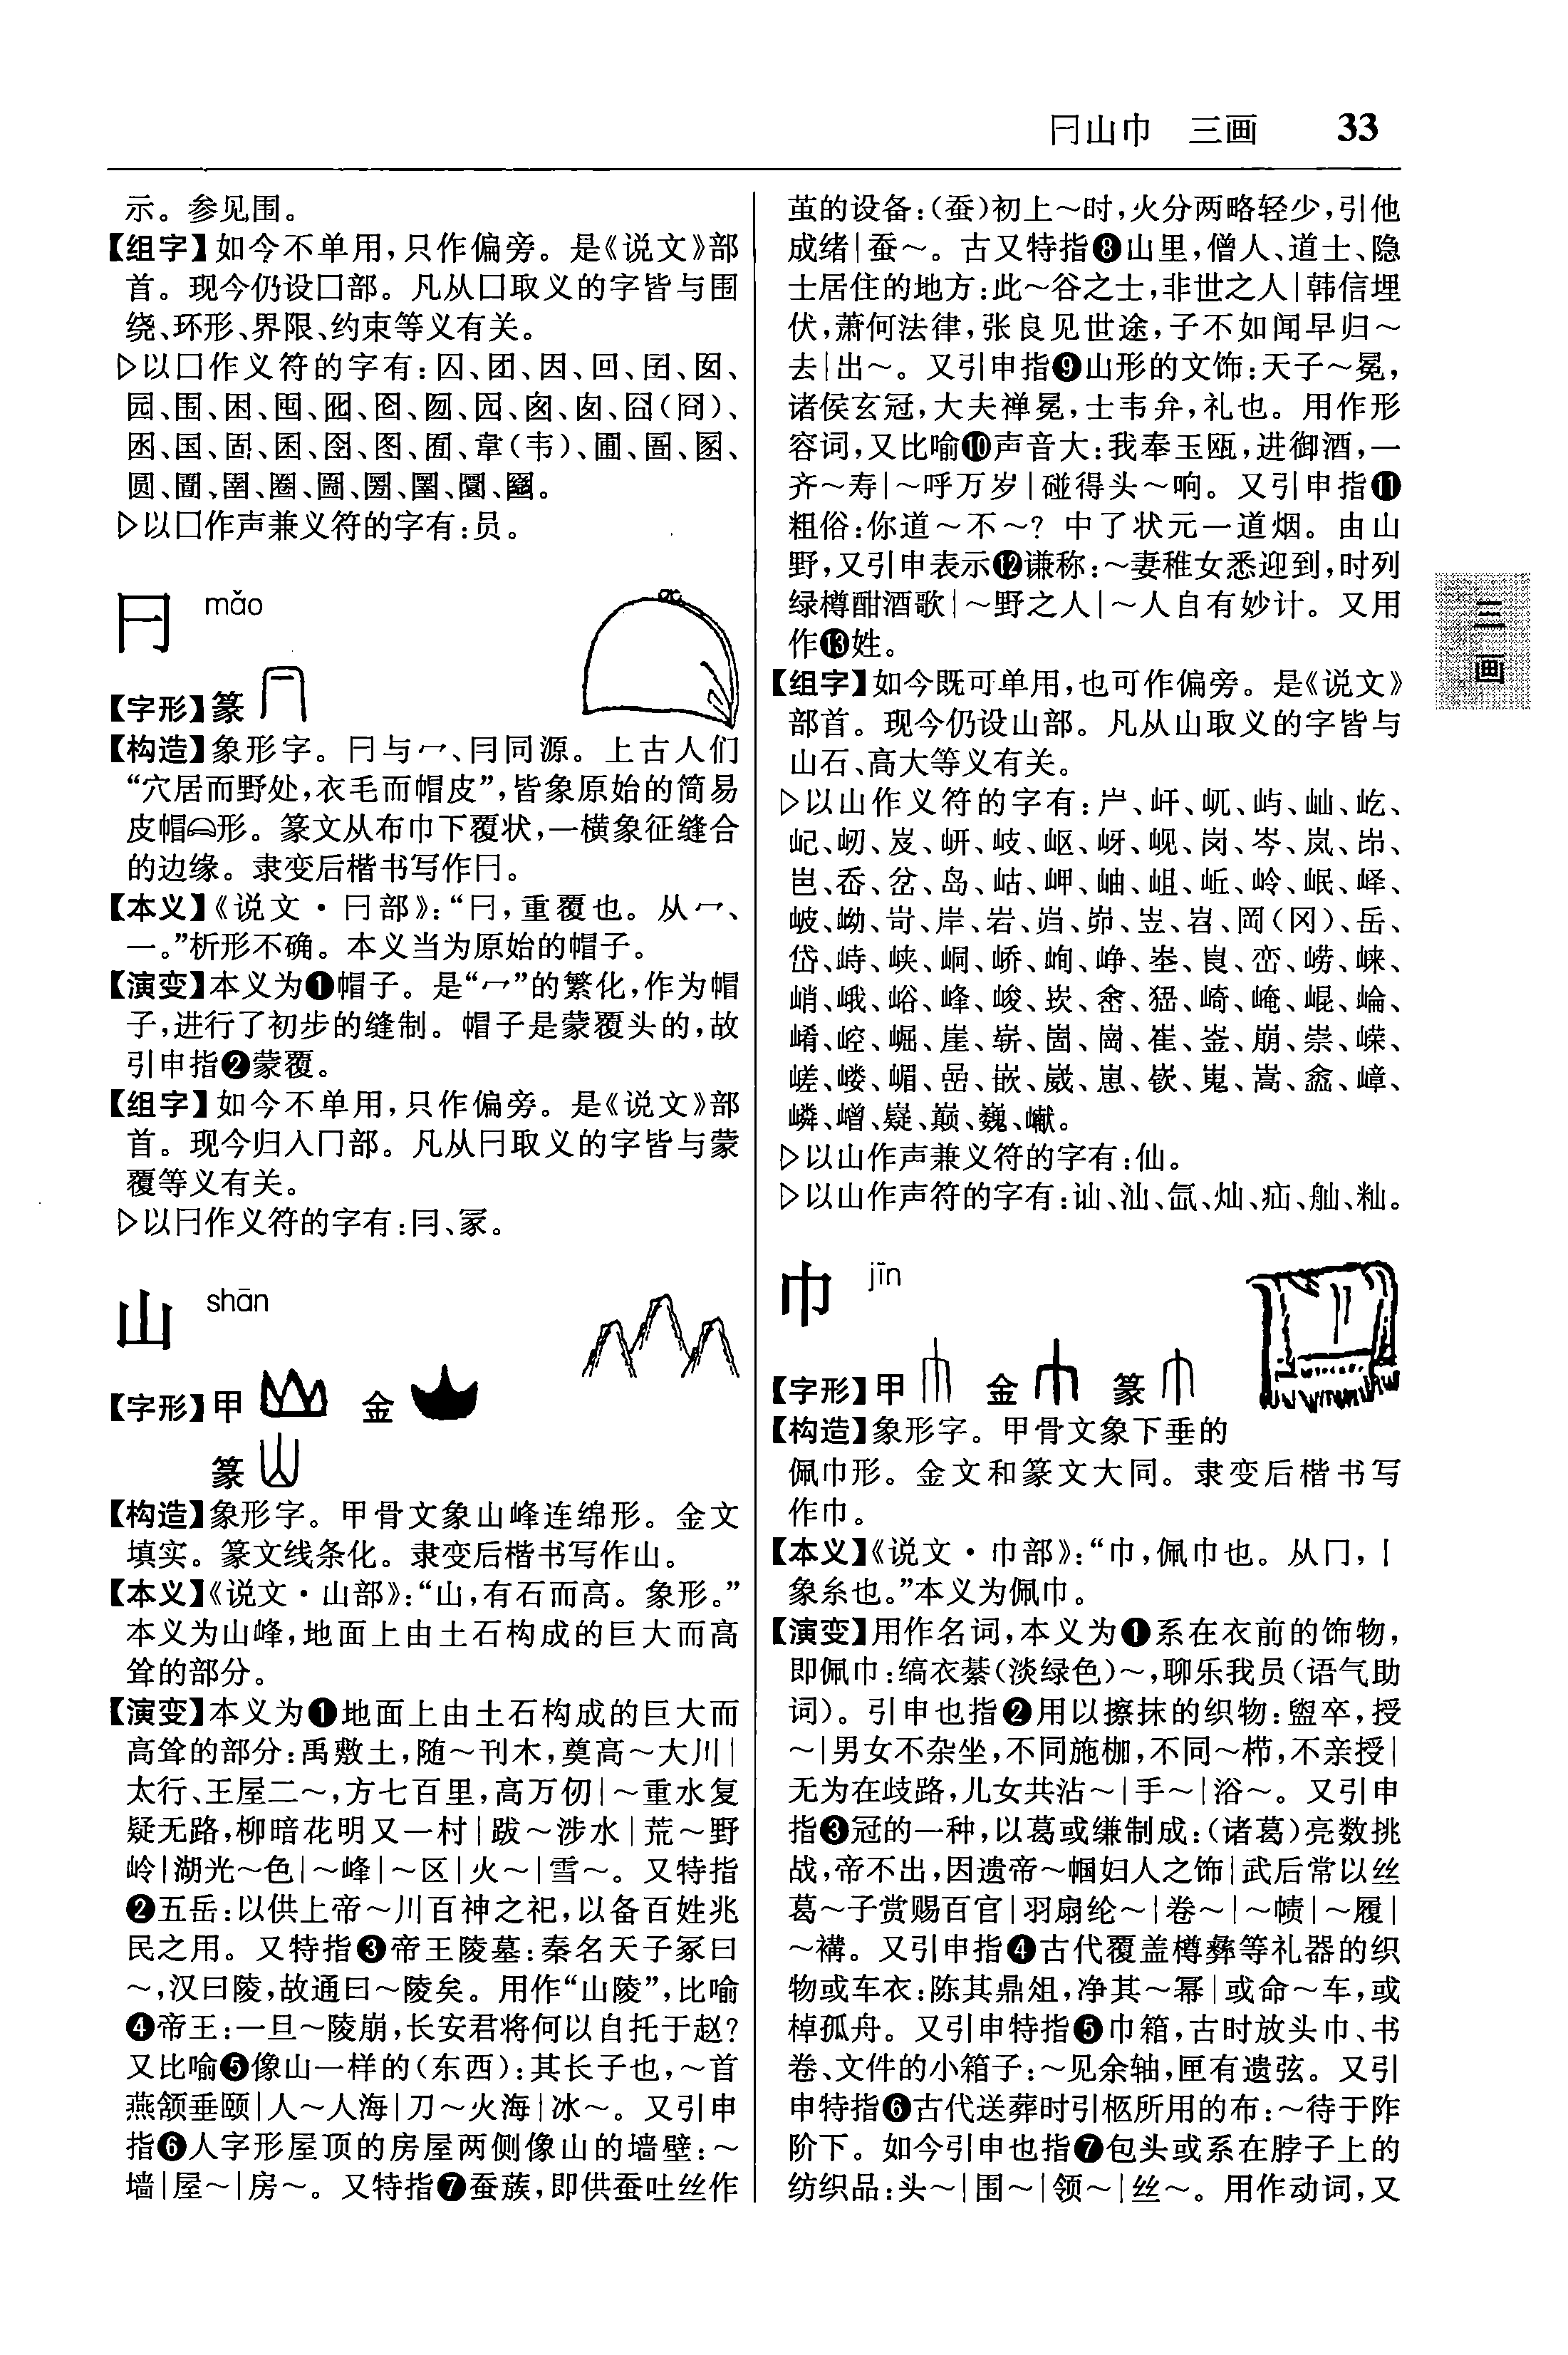 冃山巾　三画　33
示。参见围。
【组字】如今不单用,只作偏旁。是《说文》部
首。现今仍设囗部。凡从囗取义的字皆与围
绕、环形、界限、约束等义有关。
▷以囗作义符的字有:囚、团、因、回、囝、囡、
园、围、困、囤、囮、囵、囫、
囷、国、固、囷、图、圃、韋(韦)、圃、圄、
圆、圊、圉、圈、圌、圐、圛、圜、圝。
▷以囗作声兼义符的字有:员。
冃 mǎo
【字形】篆
【构造】象形字。冃与冖、冃同源。上古人们
“穴居而野处,衣毛而帽皮”,皆象原始的简易
皮帽形。篆文从布巾下覆状,一横象征缝合
的边缘。隶变后楷书写作冃。
【本义】《说文·冃部》:“冃,重覆也。从冖、
一。”析形不确。本义当为原始的帽子。
【演变】本义为❶帽子。是“冖”的繁化,作为帽
子,进行了初步的缝制。帽子是蒙覆头的,故
引申指❷蒙覆。
【组字】如今不单用,只作偏旁。是《说文》部
首。现今归入冂部。凡从冃取义的字皆与蒙
覆等义有关。
▷以冃作义符的字有:冃、冡。
山 shān
【字形】甲　金
篆
【构造】象形字。甲骨文象山峰连绵形。金文
填实。篆文线条化。隶变后楷书写作山。
【本义】《说文·山部》:“山,有石而高。象形。”
本义为山峰,地面上由土石构成的巨大而高
耸的部分。
【演变】本义为❶地面上由土石构成的巨大而
高耸的部分:禹敷土,随～刊木,奠高～大川|
太行、王屋二～,方七百里,高万仞|～重水复
疑无路,柳暗花明又一村|跋～涉水|荒～野
岭|湖光～色|～峰|～区|火～|雪～。又特指
❷五岳:以供上帝～川百神之祀,以备百姓兆
民之用。又特指❸帝王陵墓:秦名天子冢曰
～,汉曰陵,故通曰～陵矣。用作“山陵”,比喻
❹帝王:一旦～陵崩,长安君将何以自托于赵?
又比喻❺像山一样的(东西):其长子也,～首
燕颔垂颐|人～人海|刀～火海|冰～。又引申
指❻人字形屋顶的房屋两侧像山的墙壁:～
墙|屋～|房～。又特指❼蚕蔟,即供蚕吐丝作
茧的设备:(蚕)初上～时,火分两略轻少,引他
成绪|蚕～。古又特指❽山里,僧人、道士、隐
士居住的地方:此～谷之士,非世之人|韩信埋
伏,萧何法律,张良见世途,子不如闻早归～
去|出～。又引申指❾山形的文饰:天子～冕,
诸侯玄冠,大夫裨冕,士韦弁,礼也。用作形
容词,又比喻❿声音大:我奉玉瓯,进御酒,一
齐～寿|～呼万岁|碰得头～响。又引申指⓫
粗俗:你道～不～?中了状元一道烟。由山
野,又引申表示⓬谦称:～妻稚女悉迎到,时列
绿樽酣酒歌|～野之人|～人自有妙计。又用
作⓭姓。
【组字】如今既可单用,也可作偏旁。是《说文》
部首。现今仍设山部。凡从山取义的字皆与
山石、高大等义有关。
▷以山作义符的字有:屵、屽、屼、屿、屾、屹、
屺、屻、岌、岍、岐、岖、岈、岘、岗、岑、岚、岀、
岜、岙、岔、岛、岵、岬、岫、岨、岴、岭、岷、峄、
岥、岰、岢、岸、岩、岿、峁、岦、岧、岡(冈)、岳、
岱、峙、峡、峒、峤、峋、峥、峚、峎、峦、崂、崃、
峭、峨、峪、峰、峻、崁、峹、峱、崎、崦、崐、崘、
崤、崆、崛、崖、崭、崮、崗、崔、崟、崩、崇、嵘、
嵯、嵝、嵋、嵒、嵌、崴、崽、嵚、嵬、嵩、嵞、嶂、
嶙、嶒、嶷、巅、巍、巘。
▷以山作声兼义符的字有:仙。
▷以山作声符的字有:讪、汕、氙、灿、疝、舢、籼。
巾 jīn
【字形】甲　金　篆
【构造】象形字。甲骨文象下垂的
佩巾形。金文和篆文大同。隶变后楷书写
作巾。
【本义】《说文·巾部》:“巾,佩巾也。从冂,丨
象糸也。”本义为佩巾。
【演变】用作名词,本义为❶系在衣前的饰物,
即佩巾:缟衣綦(淡绿色)～,聊乐我员(语气助
词)。引申也指❷用以擦抹的织物:盥卒,授
～|男女不杂坐,不同施枷,不同～栉,不亲授|
无为在歧路,儿女共沾～|手～|浴～。又引申
指❸冠的一种,以葛或缣制成:(诸葛)亮数挑
战,帝不出,因遗帝～帼妇人之饰|武后常以丝
葛～子赏赐百官|羽扇纶～|卷～|～帻|～履|
～褠。又引申指❹古代覆盖樽彝等礼器的织
物或车衣:陈其鼎俎,净其～幂|或命～车,或
棹孤舟。又引申特指❺巾箱,古时放头巾、书
卷、文件的小箱子:～见余轴,匣有遗弦。又引
申特指❻古代送葬时引柩所用的布:～待于阼
阶下。如今引申也指❼包头或系在脖子上的
纺织品:头～|围～|领～|丝～。用作动词,又
三画